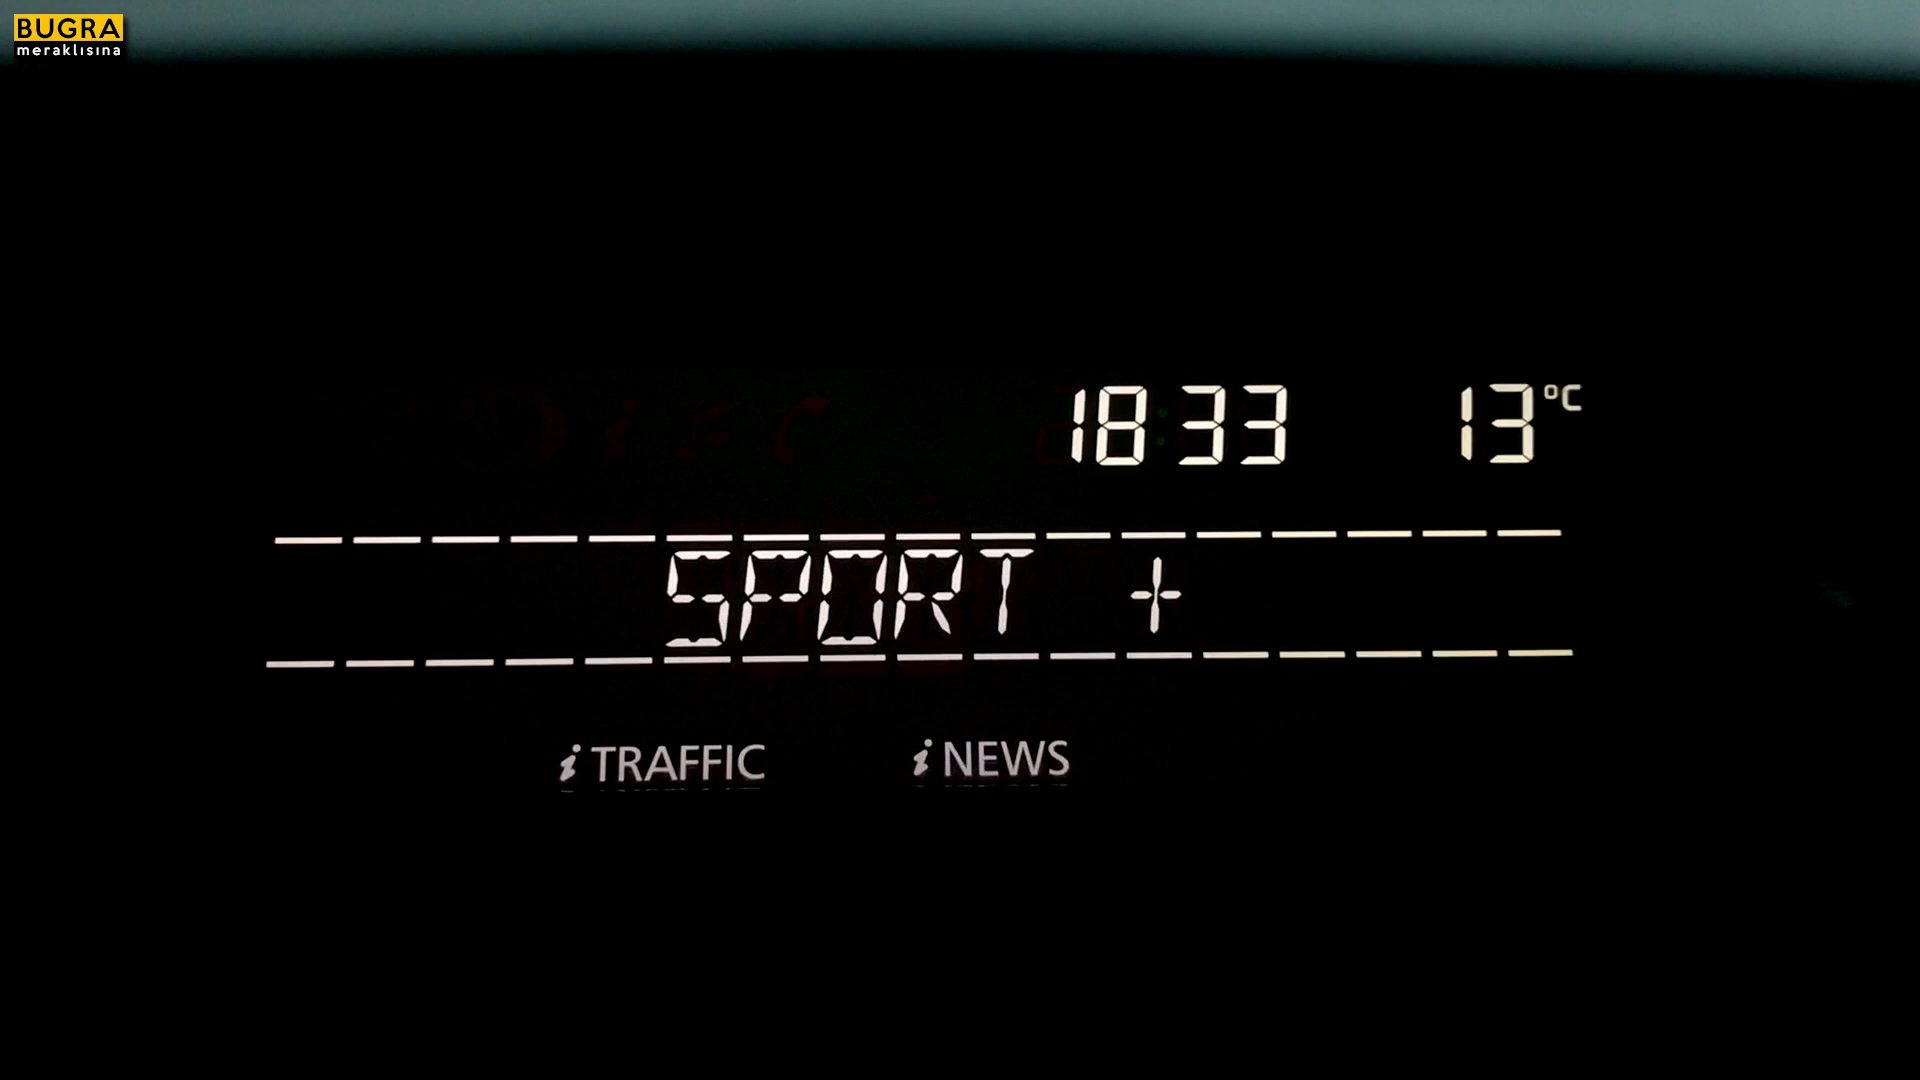 BUGRA
meraklısına
18:33 13 °C
SPORT +
i TRAFFIC i NEWS